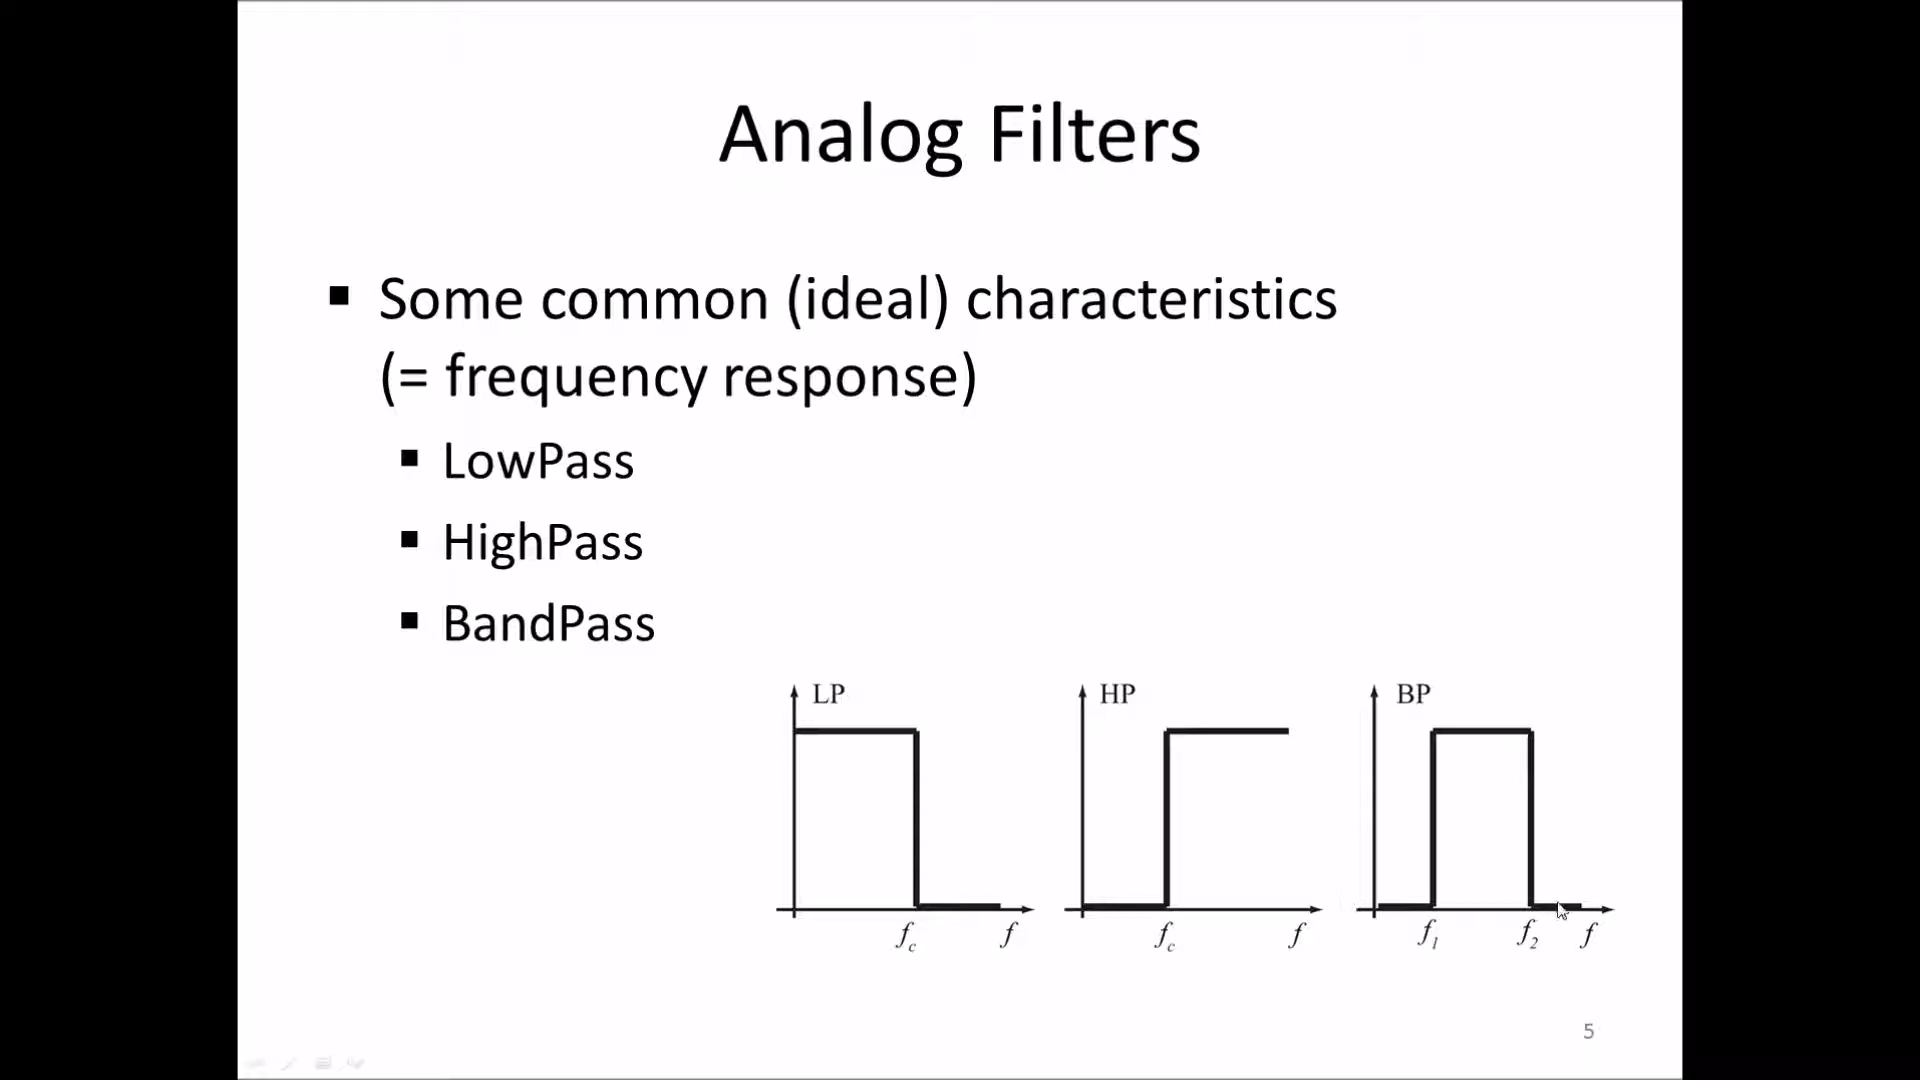 Analog Filters
▪ Some common (ideal) characteristics
(= frequency response)
▪ LowPass
▪ HighPass
▪ BandPass
LP
HP
BP
f_c f
f_c f
f_1 f_2 f
5